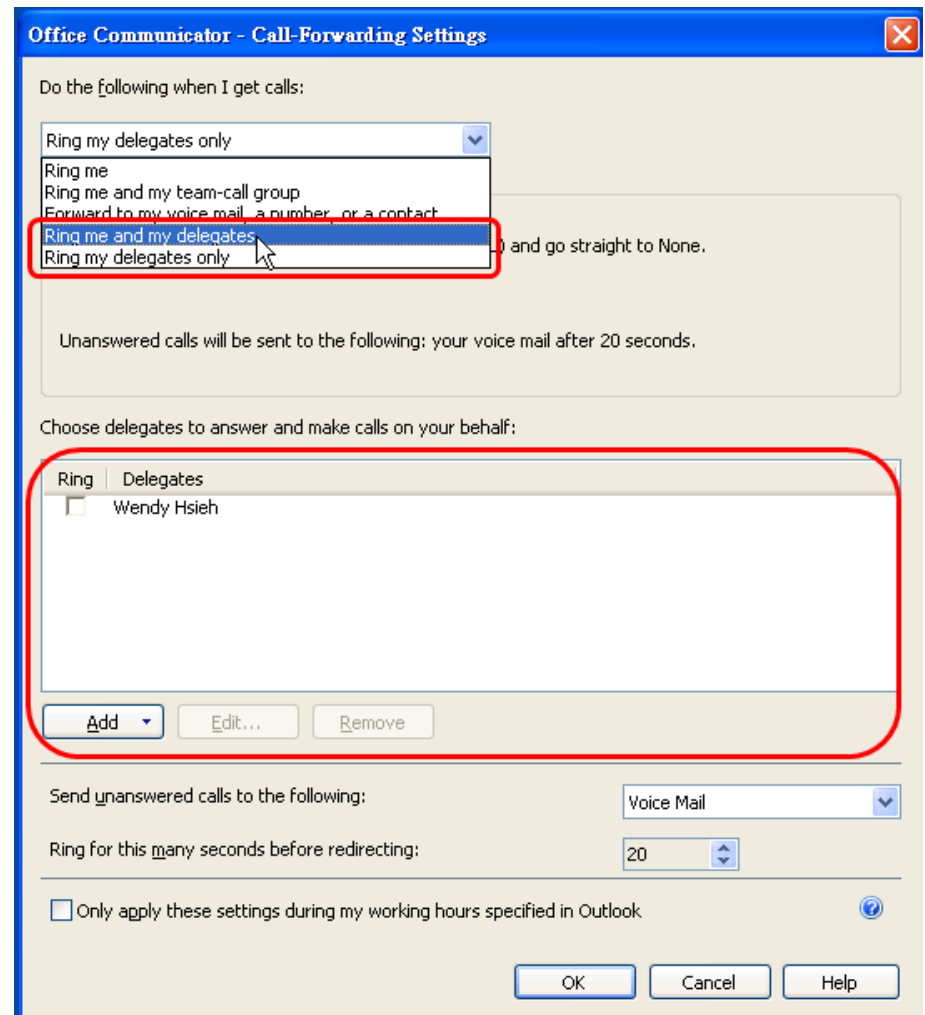 Office Communicator - Call-Forwarding Settings
Do the following when I get calls:
Ring my delegates only
Ring me
Ring me and my team-call group
Forward to my voice mail, a number, or a contact
Ring me and my delegates
Ring my delegates only
and go straight to None.
Unanswered calls will be sent to the following: your voice mail after 20 seconds.
Choose delegates to answer and make calls on your behalf:
Ring Delegates
Wendy Hsieh
Add Edit... Remove
Send unanswered calls to the following: Voice Mail
Ring for this many seconds before redirecting: 20
Only apply these settings during my working hours specified in Outlook
OK Cancel Help